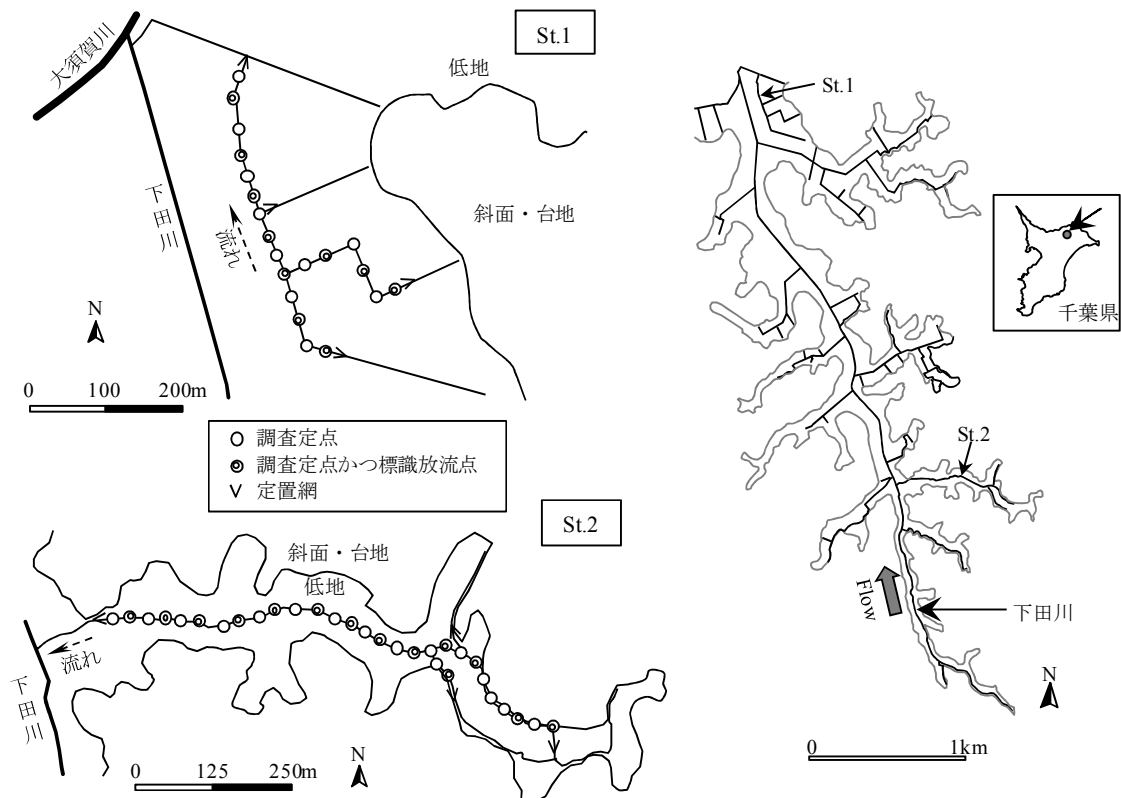 St.1
大須賀川
低地
斜面・台地
下田川
流れ
N
0 100 200m
調査定点
調査定点かつ標識放流点
定置網
St.2
斜面・台地
低地
流れ
下田川
N
0 125 250m
St.1
千葉県
St.2
Flow
下田川
N
0 1km